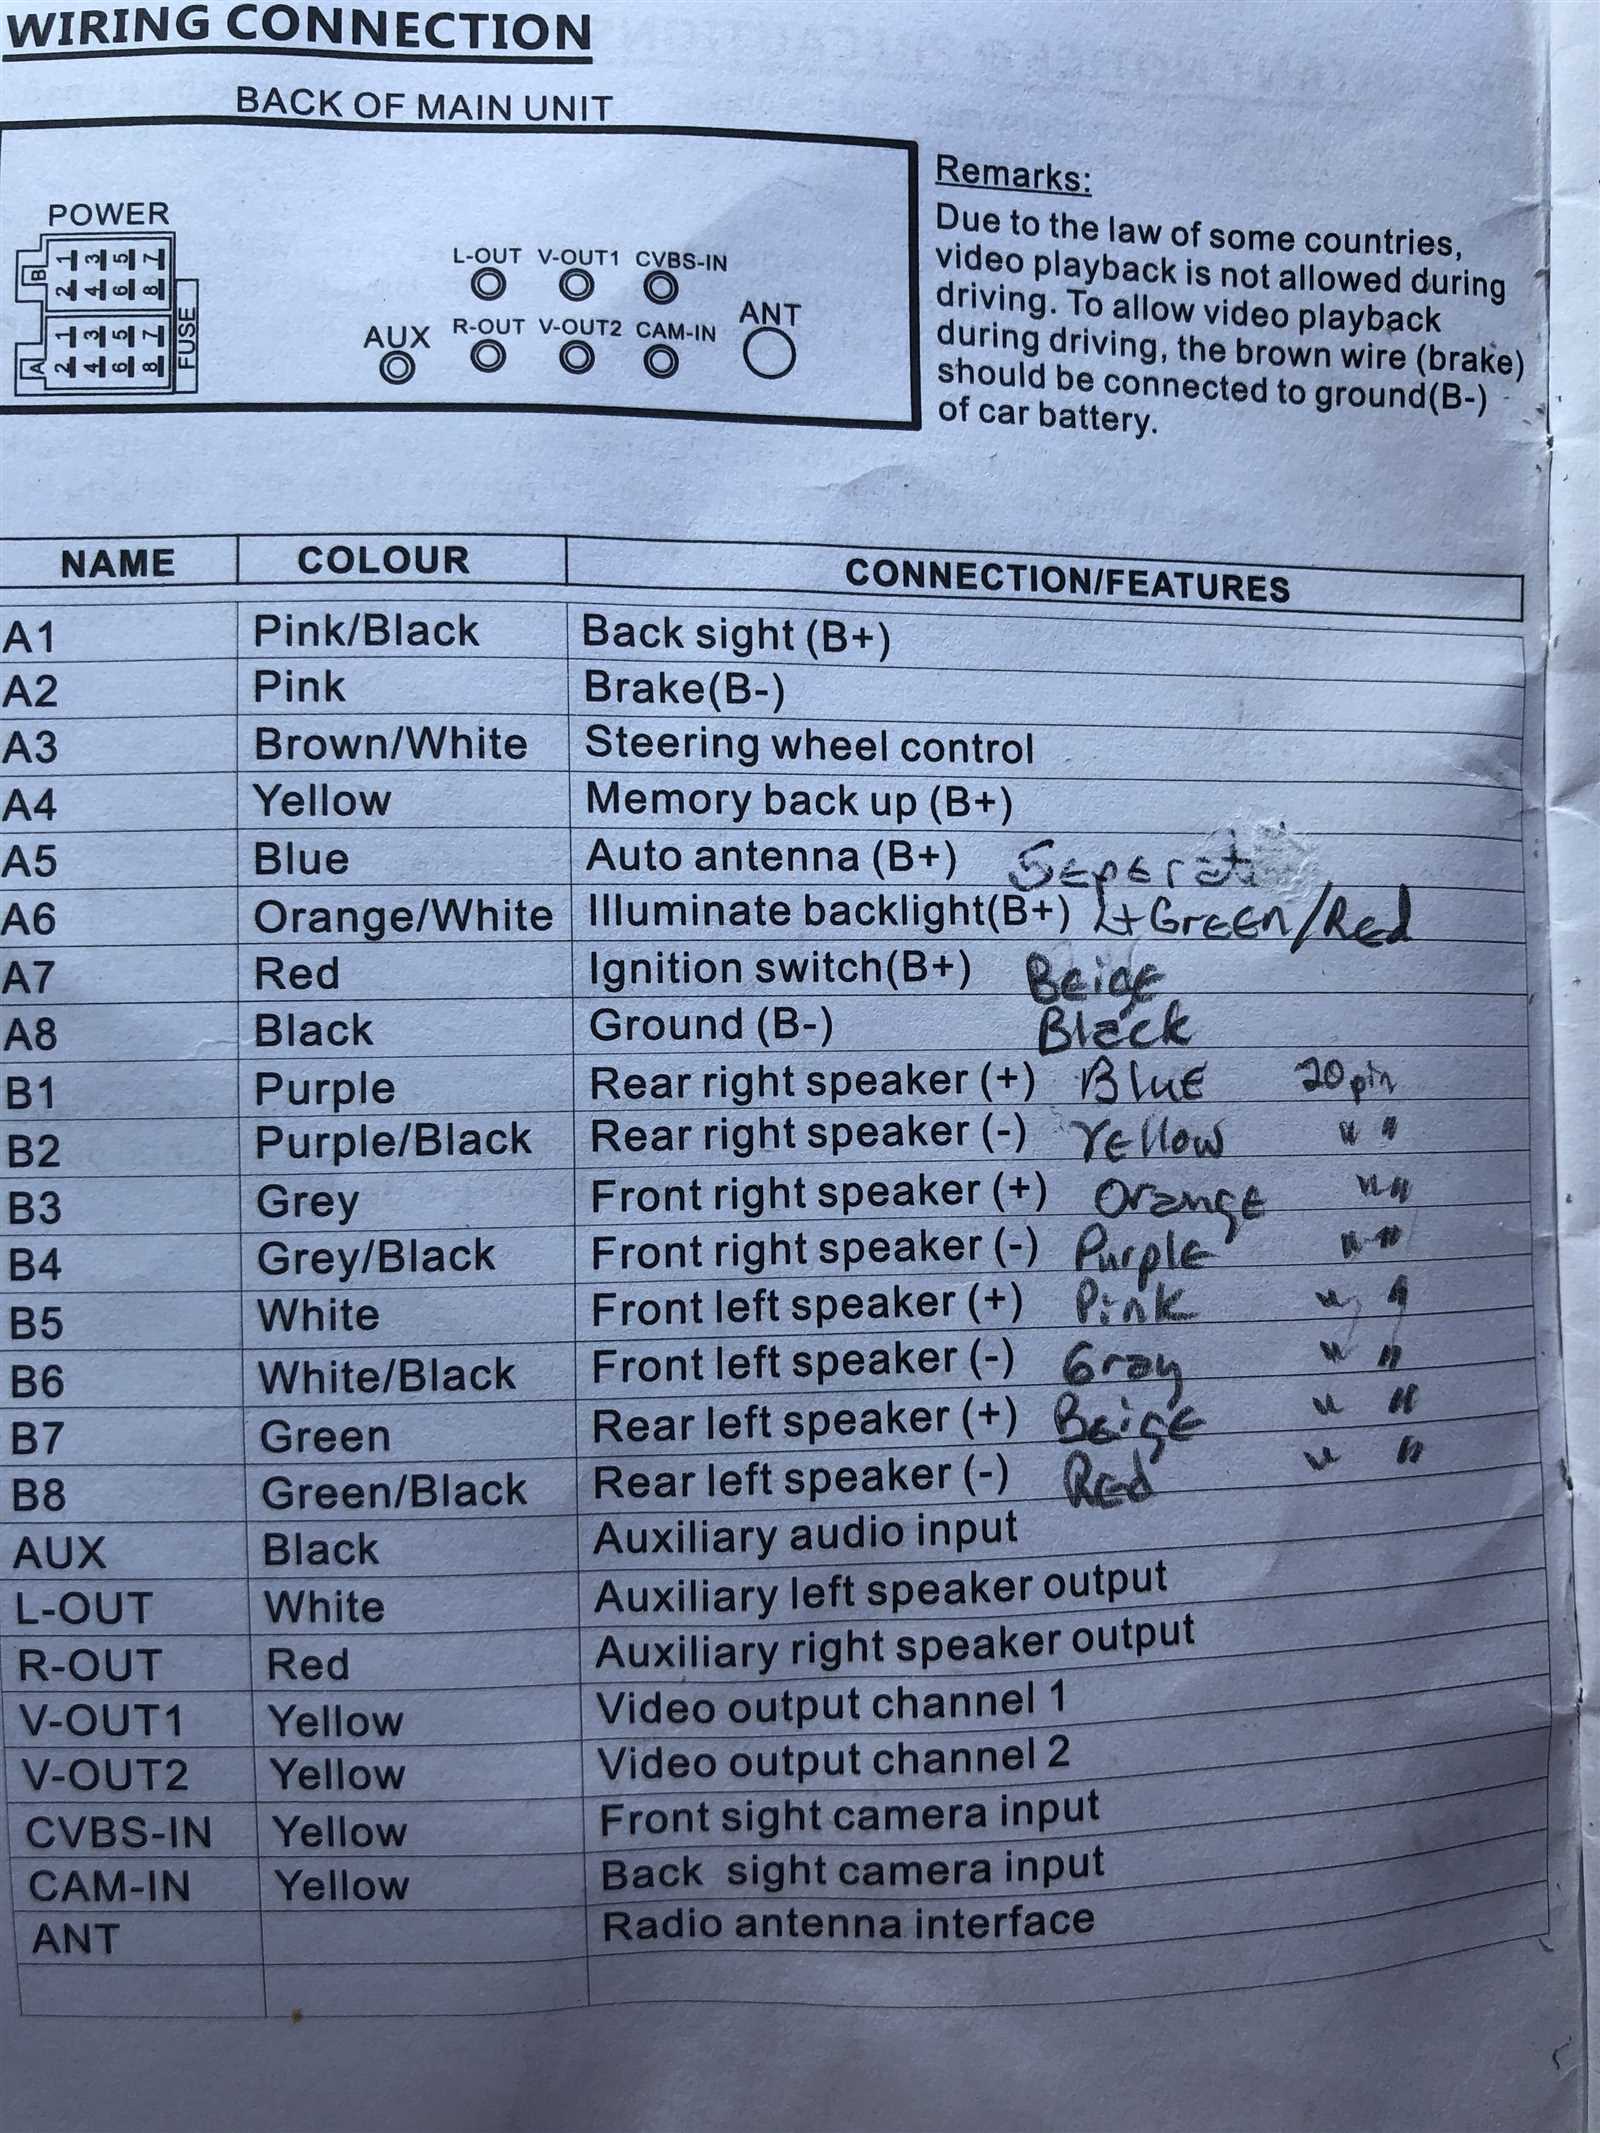 WIRING CONNECTION
BACK OF MAIN UNIT
POWER
B 1 3 5 7
2 4 6 8
A 1 3 5 7
2 4 6 8
FUSE
L-OUT V-OUT1 CVBS-IN
AUX R-OUT V-OUT2 CAM-IN ANT
Remarks:
Due to the law of some countries,
video playback is not allowed during
driving. To allow video playback
during driving, the brown wire (brake)
should be connected to ground(B-)
of car battery.
NAME COLOUR CONNECTION/FEATURES
A1 Pink/Black Back sight (B+)
A2 Pink Brake(B-)
A3 Brown/White Steering wheel control
A4 Yellow Memory back up (B+)
A5 Blue Auto antenna (B+)
A6 Orange/White Illuminate backlight(B+) Lt Green/Red
A7 Red Ignition switch(B+) Beige
A8 Black Ground (B-) Black
B1 Purple Rear right speaker (+) Blue 20 pin
B2 Purple/Black Rear right speaker (-) Yellow " "
B3 Grey Front right speaker (+) Orange " "
B4 Grey/Black Front right speaker (-) Purple " "
B5 White Front left speaker (+) Pink " "
B6 White/Black Front left speaker (-) Gray " "
B7 Green Rear left speaker (+) Beige " "
B8 Green/Black Rear left speaker (-) Red " "
AUX Black Auxiliary audio input
L-OUT White Auxiliary left speaker output
R-OUT Red Auxiliary right speaker output
V-OUT1 Yellow Video output channel 1
V-OUT2 Yellow Video output channel 2
CVBS-IN Yellow Front sight camera input
CAM-IN Yellow Back sight camera input
ANT Radio antenna interface